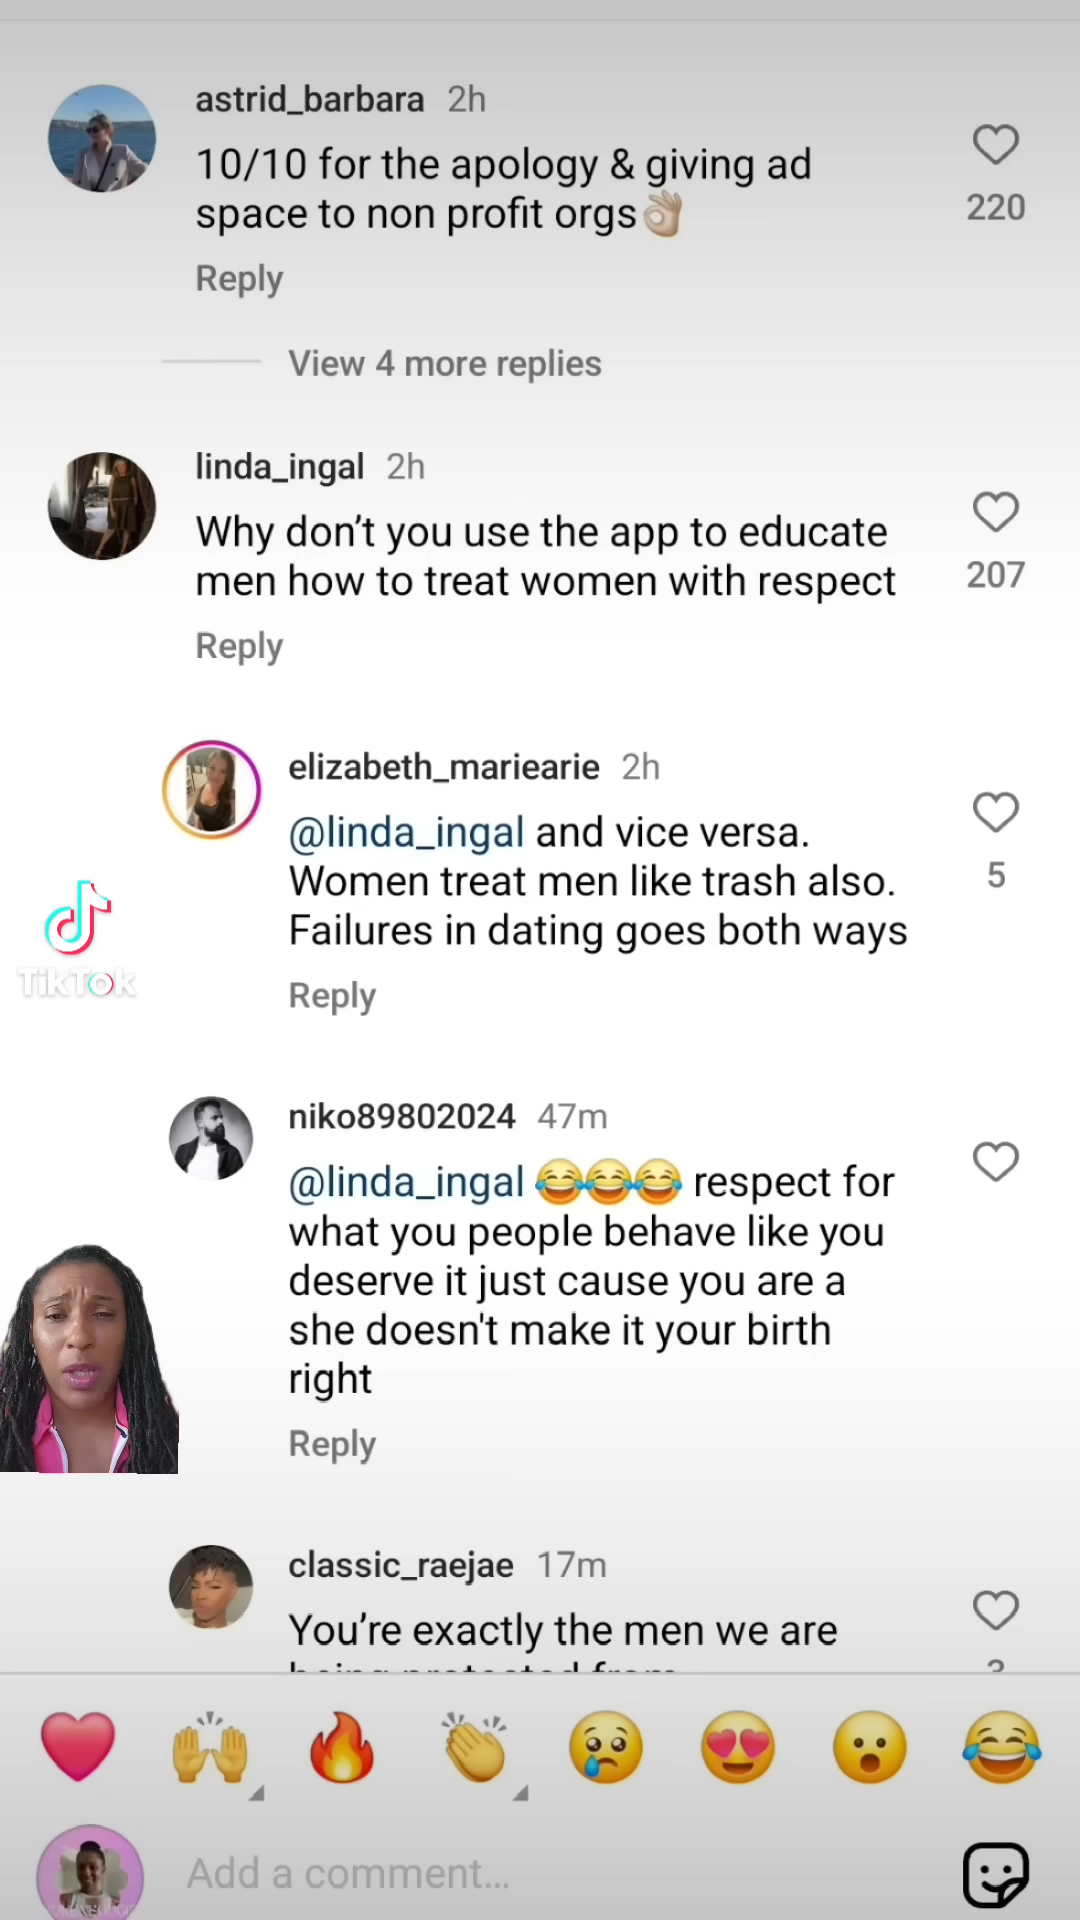 astrid_barbara 2h
10/10 for the apology & giving ad
space to non profit orgs👌🏼
220
Reply
View 4 more replies
linda_ingal 2h
Why don't you use the app to educate
men how to treat women with respect
207
Reply
elizabeth_mariearie 2h
@linda_ingal and vice versa.
Women treat men like trash also.
Failures in dating goes both ways
5
Reply
TikTok
niko89802024 47m
@linda_ingal 😂😂😂 respect for
what you people behave like you
deserve it just cause you are a
she doesn't make it your birth
right
Reply
classic_raejae 17m
You're exactly the men we are
being protected from
3
Add a comment...